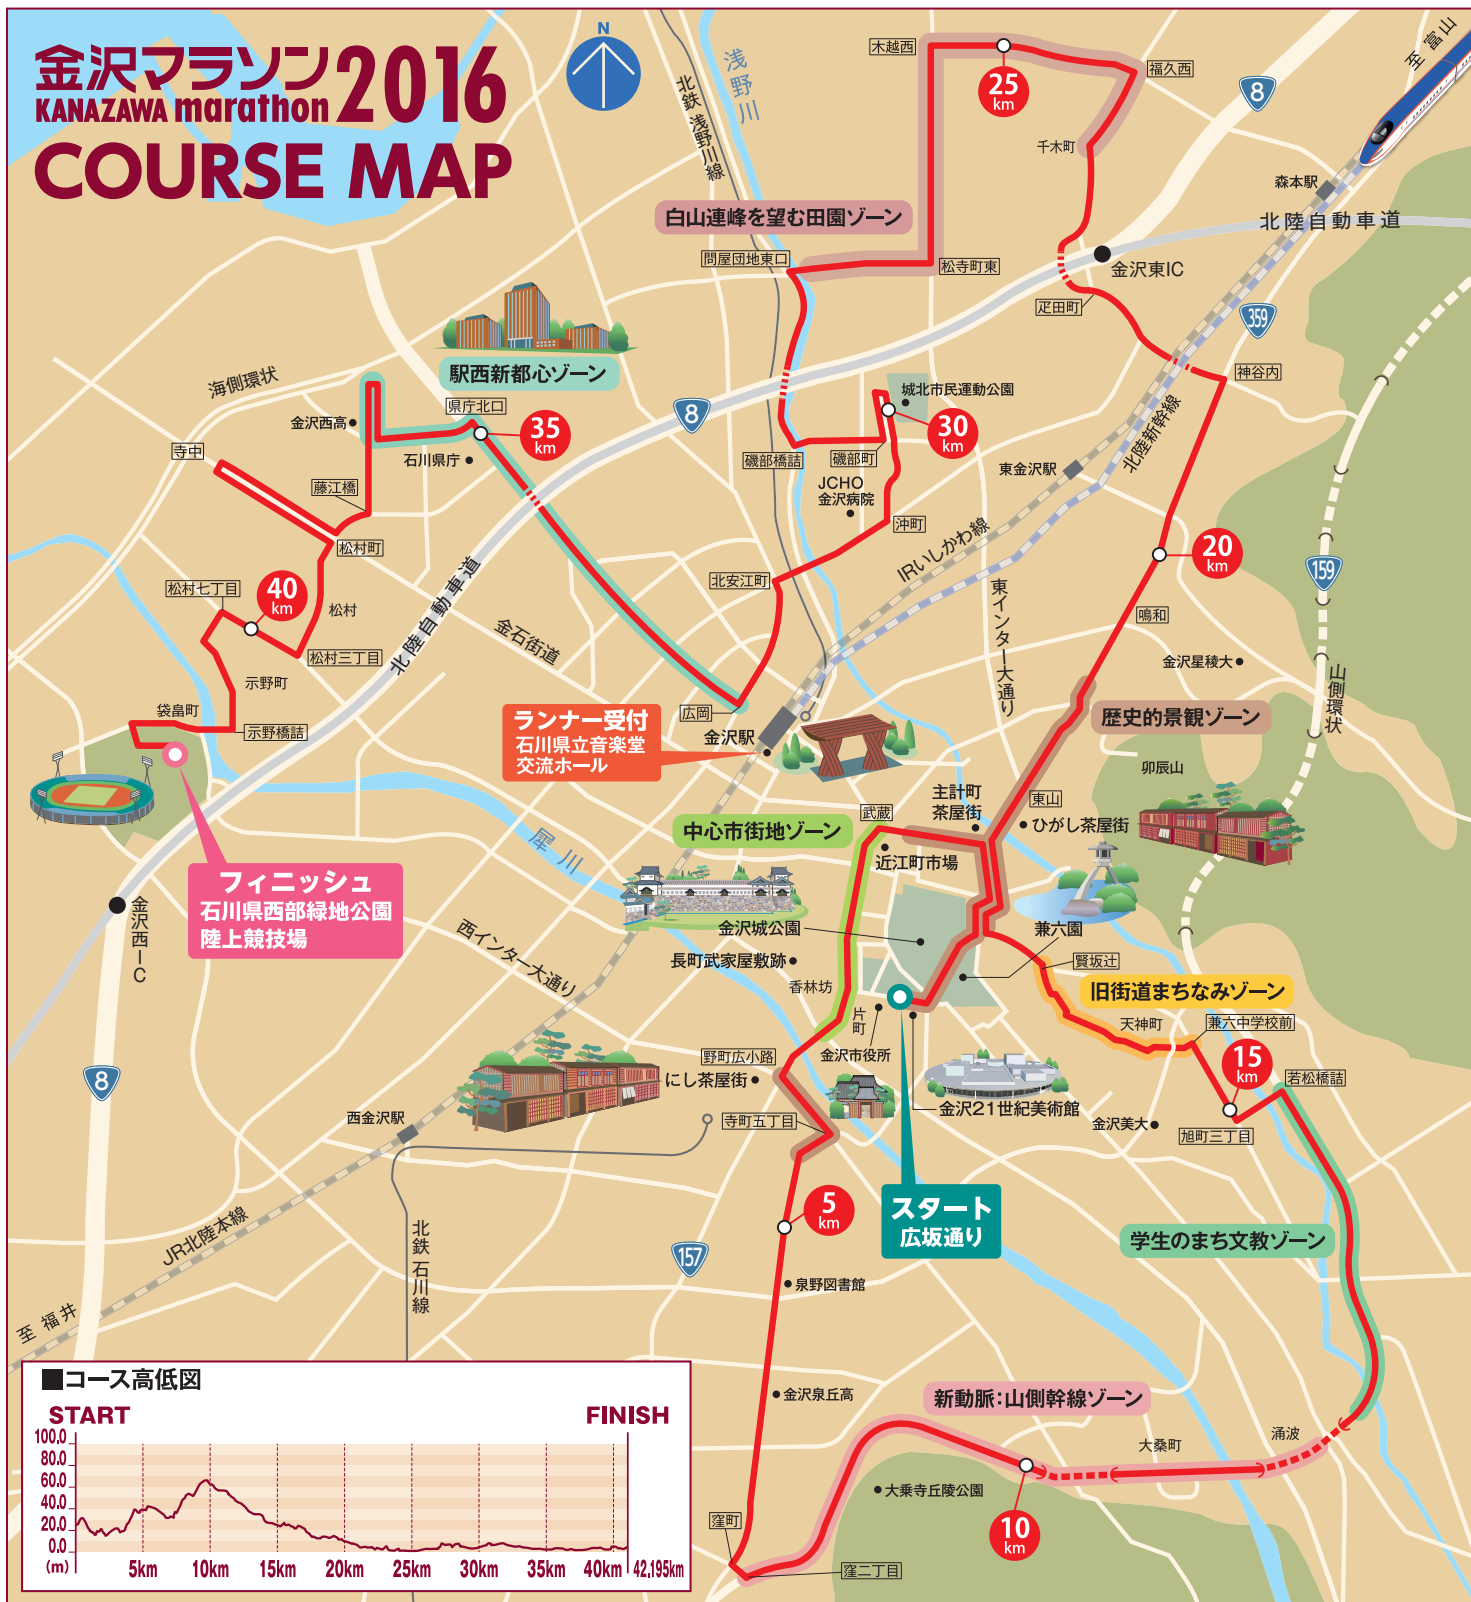 金沢マラソン2016
KANAZAWA marathon
COURSE MAP
N
浅野川
北鉄 浅野川線
木越西
25
km
福久西
8
至 富山
千木町
森本駅
北陸自動車道
白山連峰を望む田園ゾーン
問屋団地東口
松寺町東
金沢東IC
疋田町
359
神谷内
駅西新都心ゾーン
海側環状
金沢西高
県庁北口
35
km
石川県庁
8
城北市民運動公園
30
km
磯部橋詰
磯部町
JCHO
金沢病院
沖町
東金沢駅
北陸新幹線
寺中
藤江橋
松村町
松村七丁目
40
km
松村
松村三丁目
北陸自動車道
金石街道
北安江町
IRいしかわ線
東インター大通り
20
km
鳴和
159
金沢星稜大
山側環状
示野町
袋畠町
示野橋詰
広岡
ランナー受付
石川県立音楽堂
交流ホール
金沢駅
歴史的景観ゾーン
卯辰山
主計町
茶屋街
東山
ひがし茶屋街
武蔵
中心市街地ゾーン
近江町市場
犀川
フィニッシュ
石川県西部緑地公園
陸上競技場
金沢西IC
西インター大通り
金沢城公園
兼六園
長町武家屋敷跡
香林坊
片町
賢坂辻
旧街道まちなみゾーン
天神町
兼六中学校前
金沢市役所
野町広小路
にし茶屋街
15
km
若松橋詰
8
西金沢駅
寺町五丁目
金沢21世紀美術館
金沢美大
旭町三丁目
5
km
スタート
広坂通り
学生のまち文教ゾーン
JR北陸本線
北鉄 石川線
157
泉野図書館
至 福井
金沢泉丘高
新動脈:山側幹線ゾーン
大桑町
涌波
大乗寺丘陵公園
10
km
窪町
窪二丁目
■コース高低図
START
FINISH
100.0
80.0
60.0
40.0
20.0
0.0
(m)
5km
10km
15km
20km
25km
30km
35km
40km
42,195km